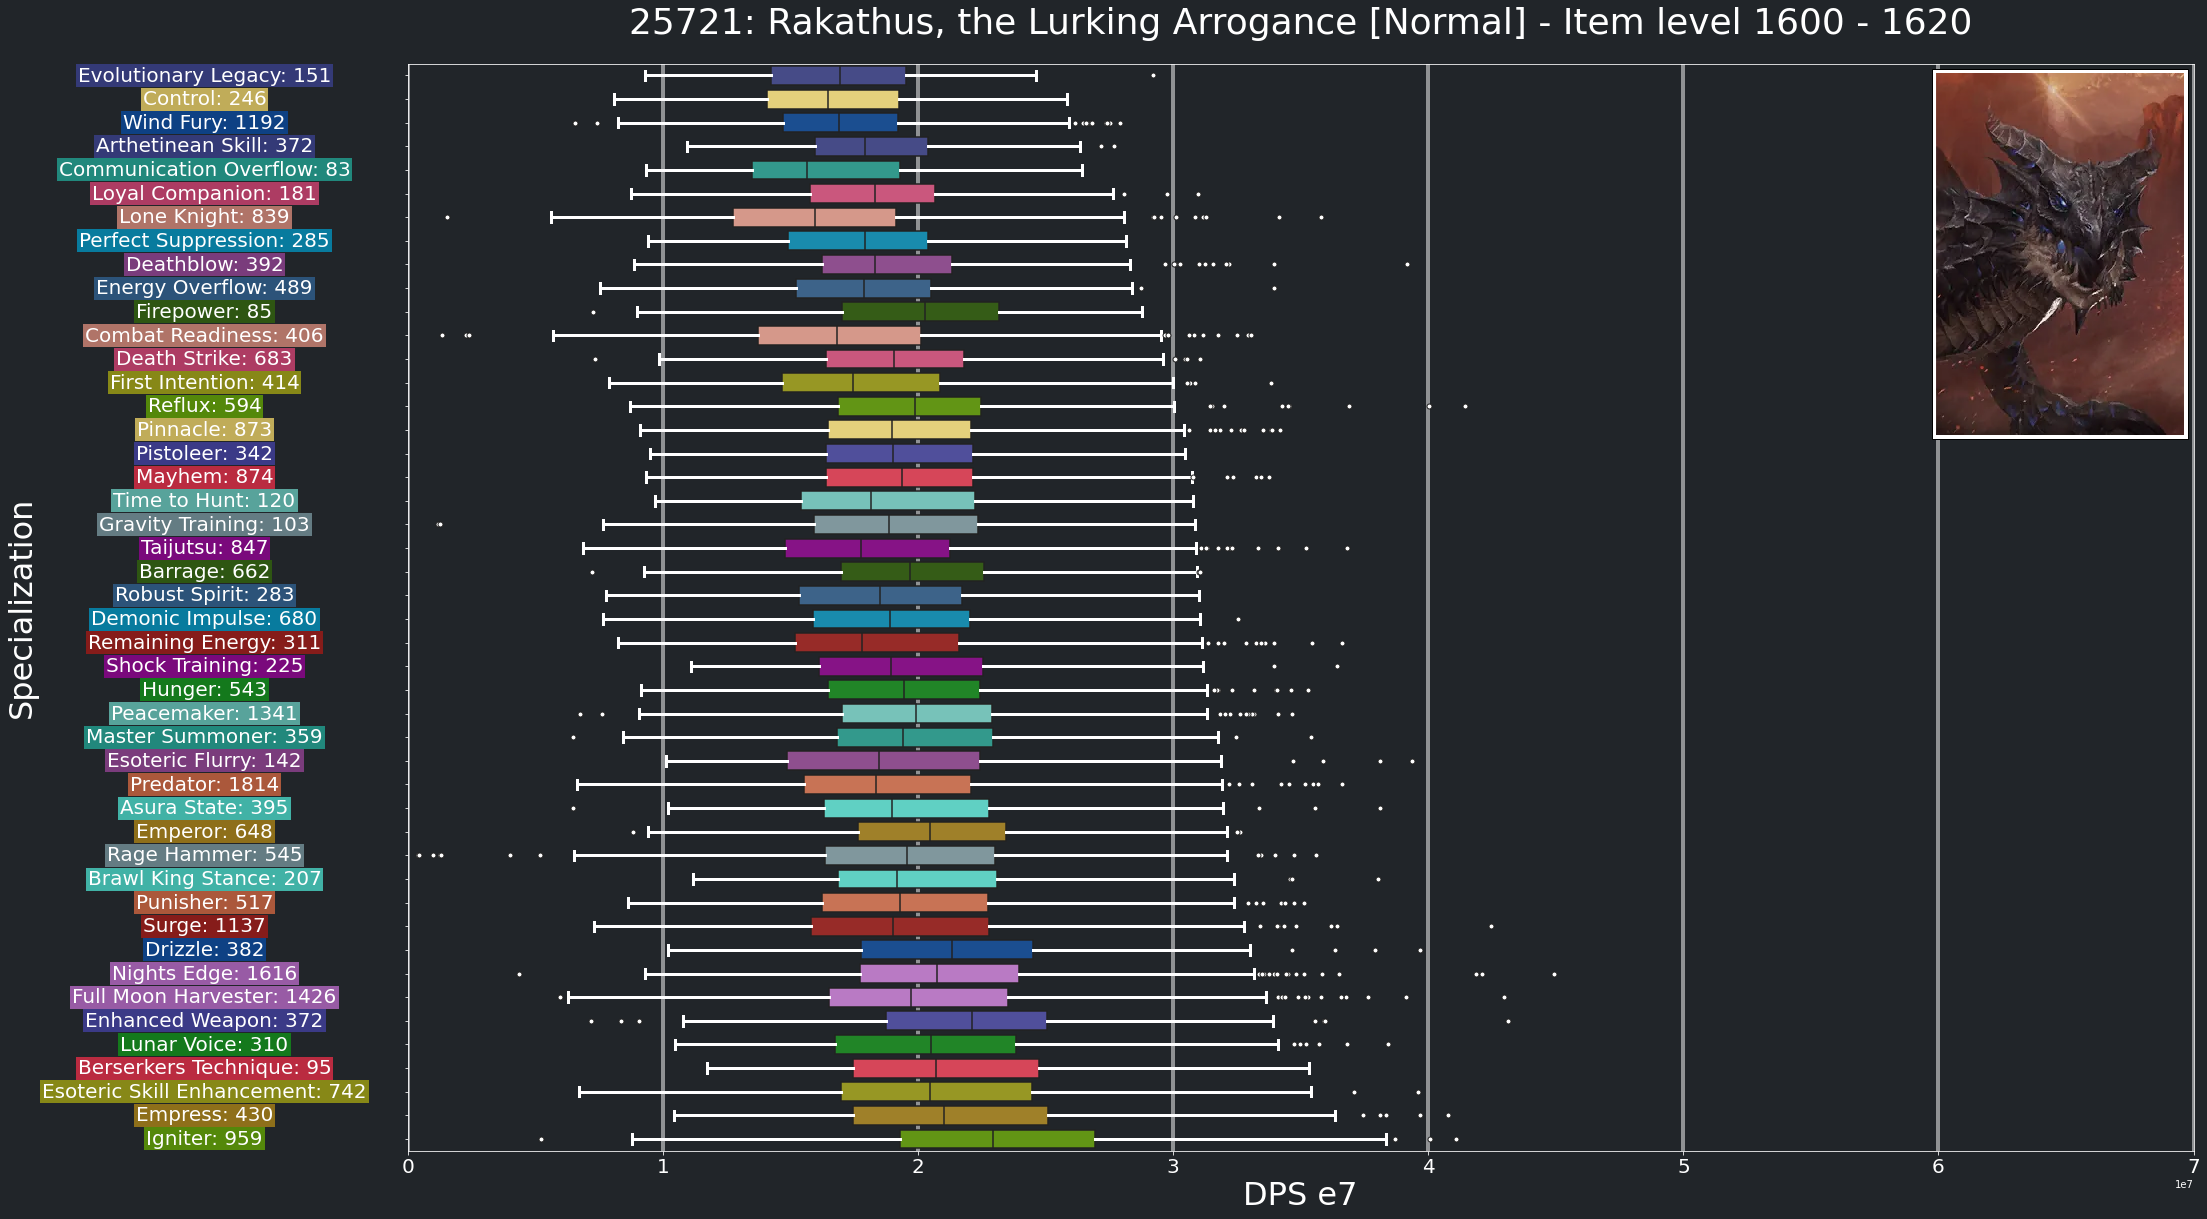 25721: Rakathus, the Lurking Arrogance [Normal] - Item level 1600 - 1620
Specialization
Evolutionary Legacy: 151
Control: 246
Wind Fury: 1192
Arthetinean Skill: 372
Communication Overflow: 83
Loyal Companion: 181
Lone Knight: 839
Perfect Suppression: 285
Deathblow: 392
Energy Overflow: 489
Firepower: 85
Combat Readiness: 406
Death Strike: 683
First Intention: 414
Reflux: 594
Pinnacle: 873
Pistoleer: 342
Mayhem: 874
Time to Hunt: 120
Gravity Training: 103
Taijutsu: 847
Barrage: 662
Robust Spirit: 283
Demonic Impulse: 680
Remaining Energy: 311
Shock Training: 225
Hunger: 543
Peacemaker: 1341
Master Summoner: 359
Esoteric Flurry: 142
Predator: 1814
Asura State: 395
Emperor: 648
Rage Hammer: 545
Brawl King Stance: 207
Punisher: 517
Surge: 1137
Drizzle: 382
Nights Edge: 1616
Full Moon Harvester: 1426
Enhanced Weapon: 372
Lunar Voice: 310
Berserkers Technique: 95
Esoteric Skill Enhancement: 742
Empress: 430
Igniter: 959
0 1 2 3 4 5 6 7
1e7
DPS e7